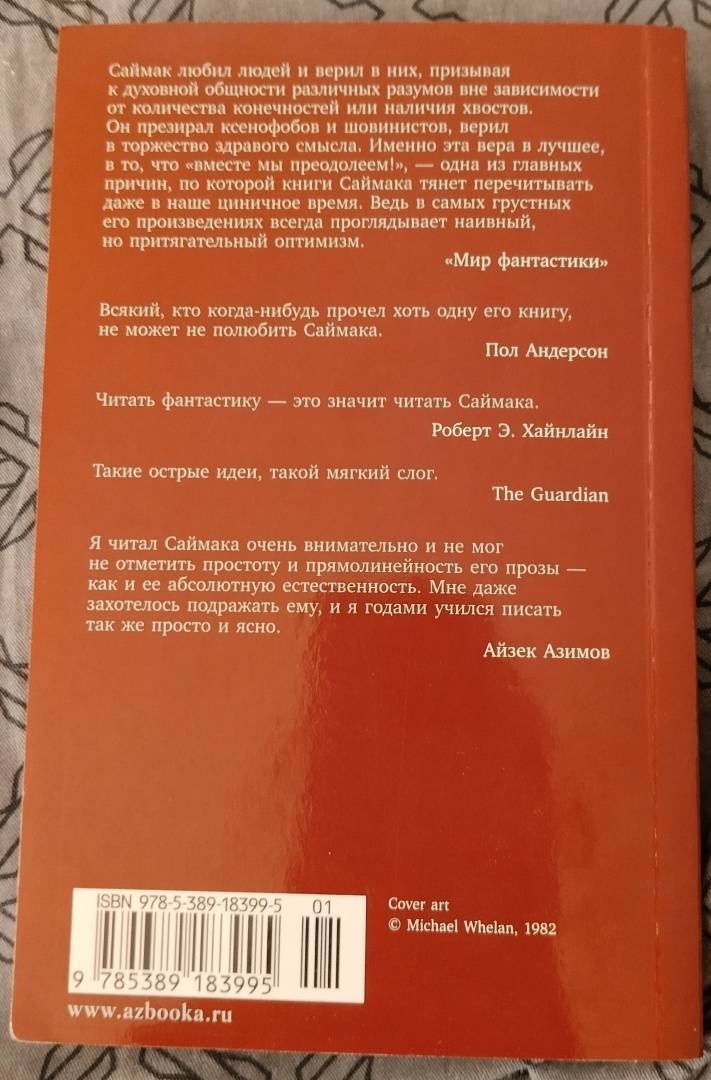 Саймак любил людей и верил в них, призывая
к духовной общности различных разумов вне зависимости
от количества конечностей или наличия хвостов.
Он презирал ксенофобов и шовинистов, верил
в торжество здравого смысла. Именно эта вера в лучшее,
в то, что «вместе мы преодолеем!», — одна из главных
причин, по которой книги Саймака тянет перечитывать
даже в наше циничное время. Ведь в самых грустных
его произведениях всегда проглядывает наивный,
но притягательный оптимизм.
«Мир фантастики»
Всякий, кто когда-нибудь прочел хоть одну его книгу,
не может не полюбить Саймака.
Пол Андерсон
Читать фантастику — это значит читать Саймака.
Роберт Э. Хайнлайн
Такие острые идеи, такой мягкий слог.
The Guardian
Я читал Саймака очень внимательно и не мог
не отметить простоту и прямолинейность его прозы —
как и ее абсолютную естественность. Мне даже
захотелось подражать ему, и я годами учился писать
так же просто и ясно.
Айзек Азимов
ISBN 978-5-389-18399-5 01
9 785389 183995
www.azbooka.ru
Cover art
© Michael Whelan, 1982